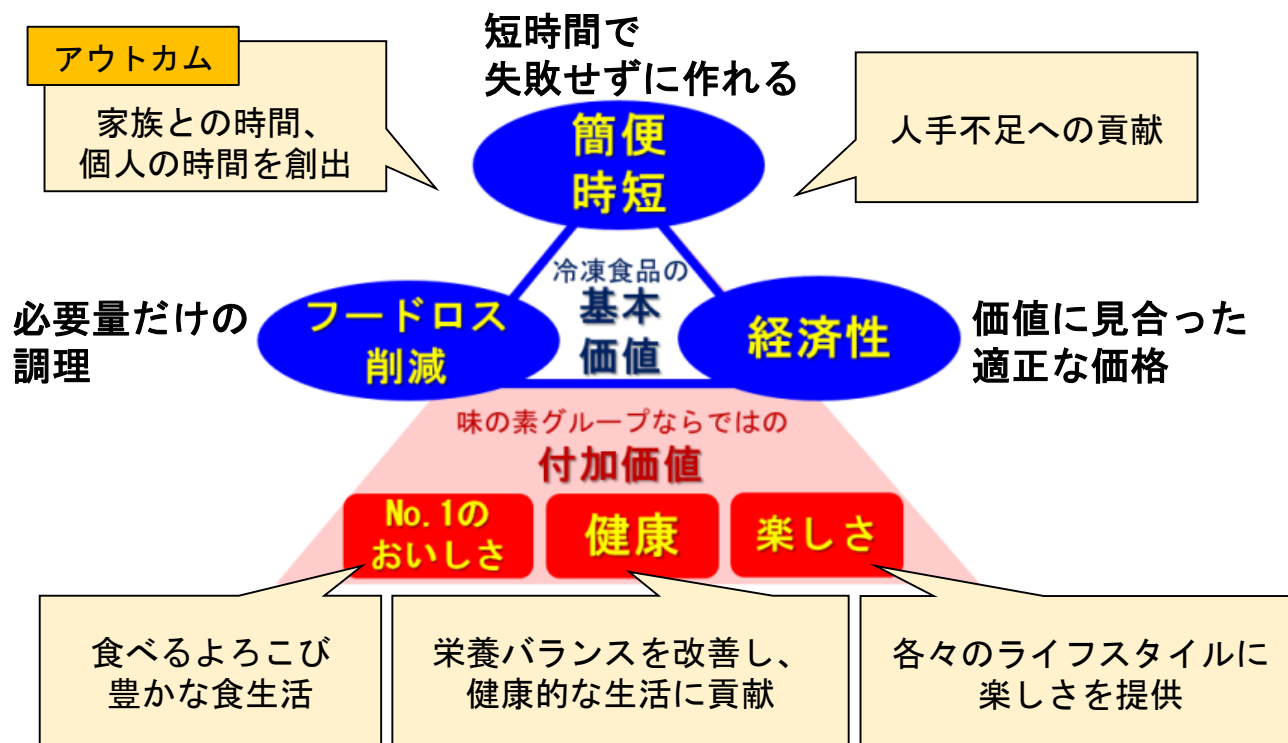 アウトカム
家族との時間、
個人の時間を創出
短時間で
失敗せずに作れる
簡便
時短
人手不足への貢献
必要量だけの
調理
フードロス
削減
冷凍食品の
基本
価値
経済性
価値に見合った
適正な価格
味の素グループならではの
付加価値
No.1の
おいしさ
健康
楽しさ
食べるよろこび
豊かな食生活
栄養バランスを改善し、
健康的な生活に貢献
各々のライフスタイルに
楽しさを提供